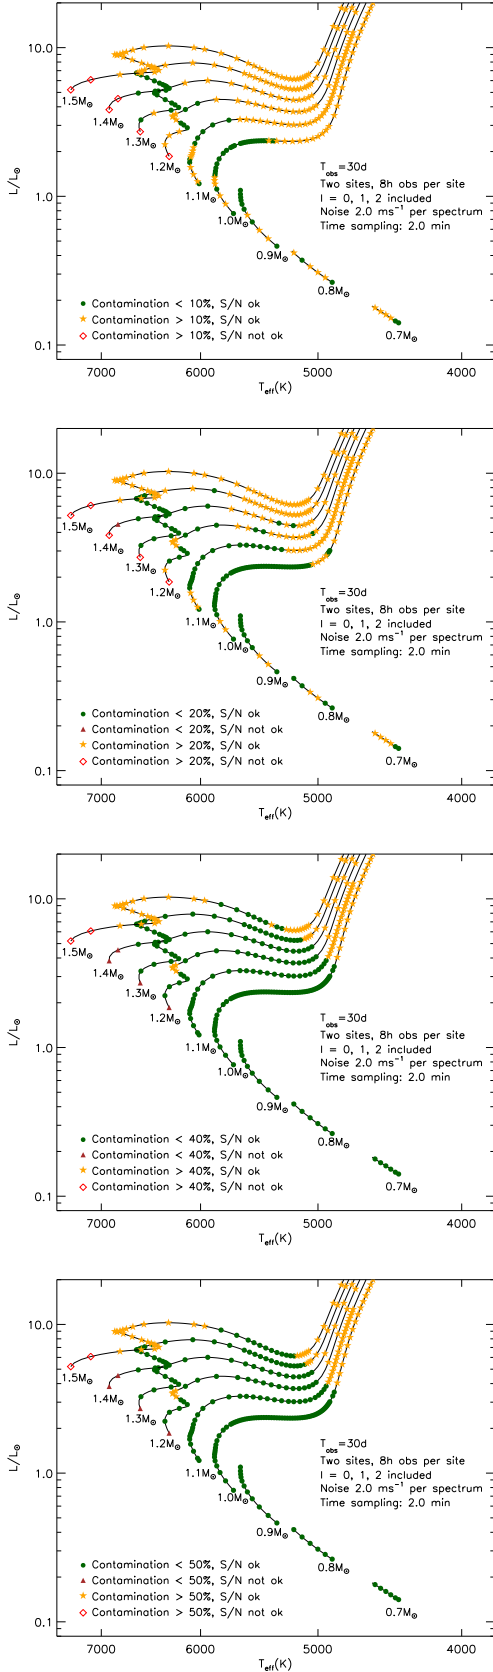 10.0
1.5M⊙
1.4M⊙
1.3M⊙
1.2M⊙
L/L⊙
T_obs=30d
Two sites, 8h obs per site
l = 0, 1, 2 included
Noise 2.0 ms⁻¹ per spectrum
Time sampling: 2.0 min
1.1M⊙
1.0
1.0M⊙
0.9M⊙
0.8M⊙
Contamination < 10%, S/N ok
Contamination > 10%, S/N ok
Contamination > 10%, S/N not ok
0.7M⊙
0.1
7000 6000 5000 4000
T_eff(K)
10.0
1.5M⊙
1.4M⊙
1.3M⊙
1.2M⊙
L/L⊙
T_obs=30d
Two sites, 8h obs per site
l = 0, 1, 2 included
Noise 2.0 ms⁻¹ per spectrum
Time sampling: 2.0 min
1.1M⊙
1.0
1.0M⊙
0.9M⊙
0.8M⊙
Contamination < 20%, S/N ok
Contamination < 20%, S/N not ok
Contamination > 20%, S/N ok
Contamination > 20%, S/N not ok
0.7M⊙
0.1
7000 6000 5000 4000
T_eff(K)
10.0
1.5M⊙
1.4M⊙
1.3M⊙
1.2M⊙
L/L⊙
T_obs=30d
Two sites, 8h obs per site
l = 0, 1, 2 included
Noise 2.0 ms⁻¹ per spectrum
Time sampling: 2.0 min
1.1M⊙
1.0
1.0M⊙
0.9M⊙
0.8M⊙
Contamination < 40%, S/N ok
Contamination < 40%, S/N not ok
Contamination > 40%, S/N ok
Contamination > 40%, S/N not ok
0.7M⊙
0.1
7000 6000 5000 4000
T_eff(K)
10.0
1.5M⊙
1.4M⊙
1.3M⊙
1.2M⊙
L/L⊙
T_obs=30d
Two sites, 8h obs per site
l = 0, 1, 2 included
Noise 2.0 ms⁻¹ per spectrum
Time sampling: 2.0 min
1.1M⊙
1.0
1.0M⊙
0.9M⊙
0.8M⊙
Contamination < 50%, S/N ok
Contamination < 50%, S/N not ok
Contamination > 50%, S/N ok
Contamination > 50%, S/N not ok
0.7M⊙
0.1
7000 6000 5000 4000
T_eff(K)